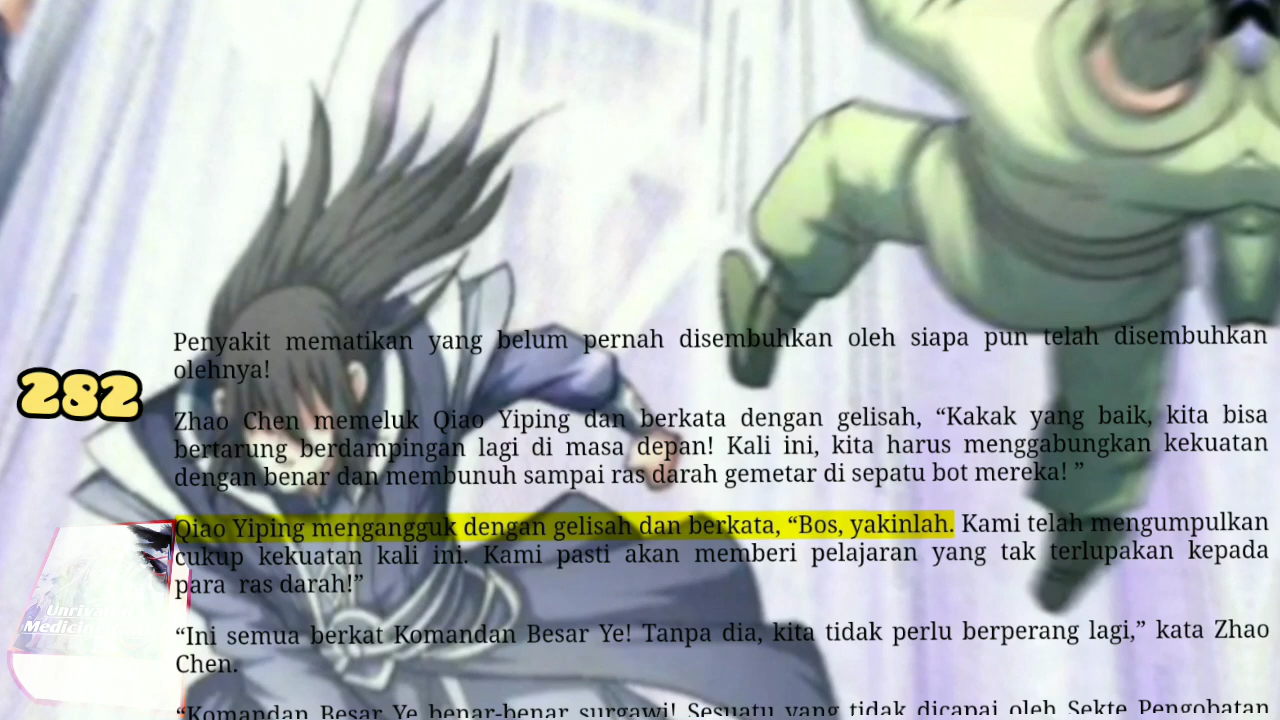 Penyakit mematikan yang belum pernah disembuhkan oleh siapa pun telah disembuhkan
olehnya!
282
Zhao Chen memeluk Qiao Yiping dan berkata dengan gelisah, “Kakak yang baik, kita bisa
bertarung berdampingan lagi di masa depan! Kali ini, kita harus menggabungkan kekuatan
dengan benar dan membunuh sampai ras darah gemetar di sepatu bot mereka! ”
Qiao Yiping mengangguk dengan gelisah dan berkata, “Bos, yakinlah. Kami telah mengumpulkan
cukup kekuatan kali ini. Kami pasti akan memberi pelajaran yang tak terlupakan kepada
para ras darah!”
“Ini semua berkat Komandan Besar Ye! Tanpa dia, kita tidak perlu berperang lagi,” kata Zhao
Chen.
“Komandan Besar Ye benar-benar surgawi! Sesuatu yang tidak dicapai oleh Sekte Pengobatan